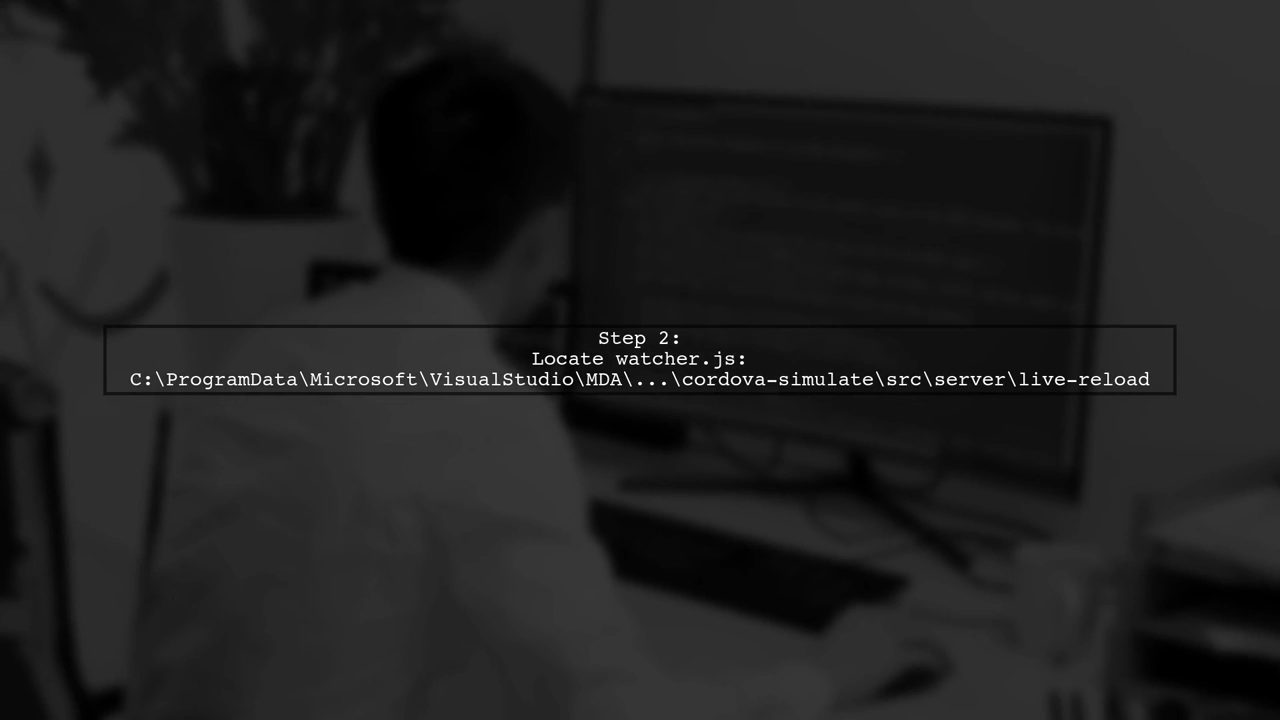 Step 2:
Locate watcher.js:
C:\ProgramData\Microsoft\VisualStudio\MDA\...\cordova-simulate\src\server\live-reload